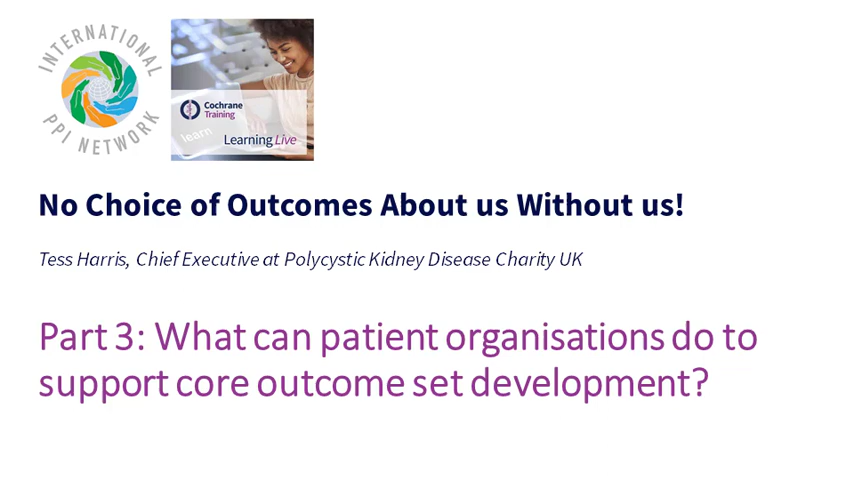 INTERNATIONAL
PPI NETWORK
Cochrane
Training
learn
Learning Live
No Choice of Outcomes About us Without us!
Tess Harris, Chief Executive at Polycystic Kidney Disease Charity UK
Part 3: What can patient organisations do to
support core outcome set development?